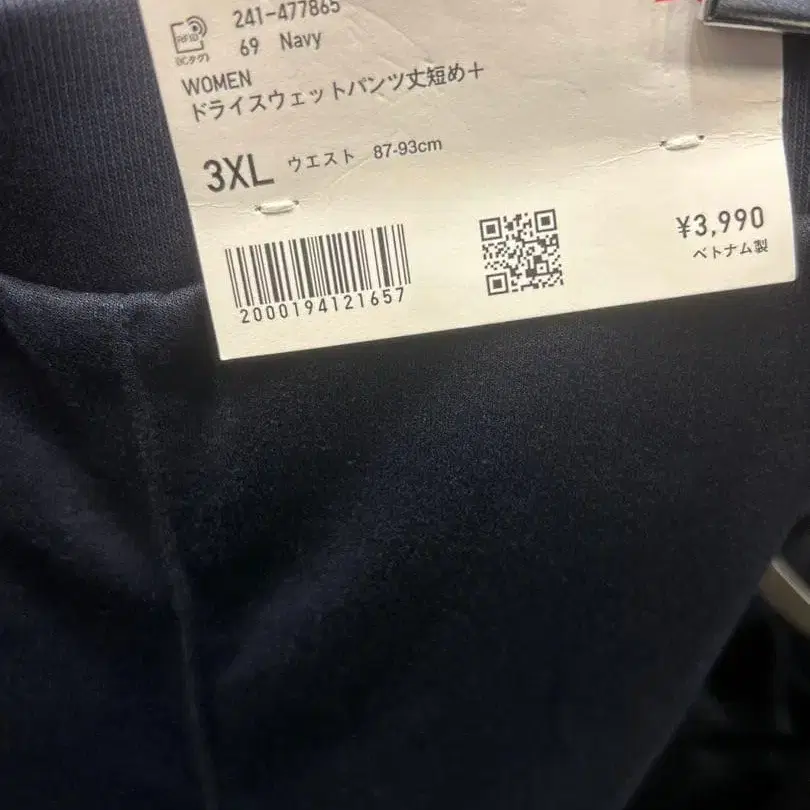 241-477865
69 Navy
(ICタグ)
WOMEN
ドライスウェットパンツ丈短め＋
3XL ウエスト 87-93cm
2000194121657
¥3,990
ベトナム製